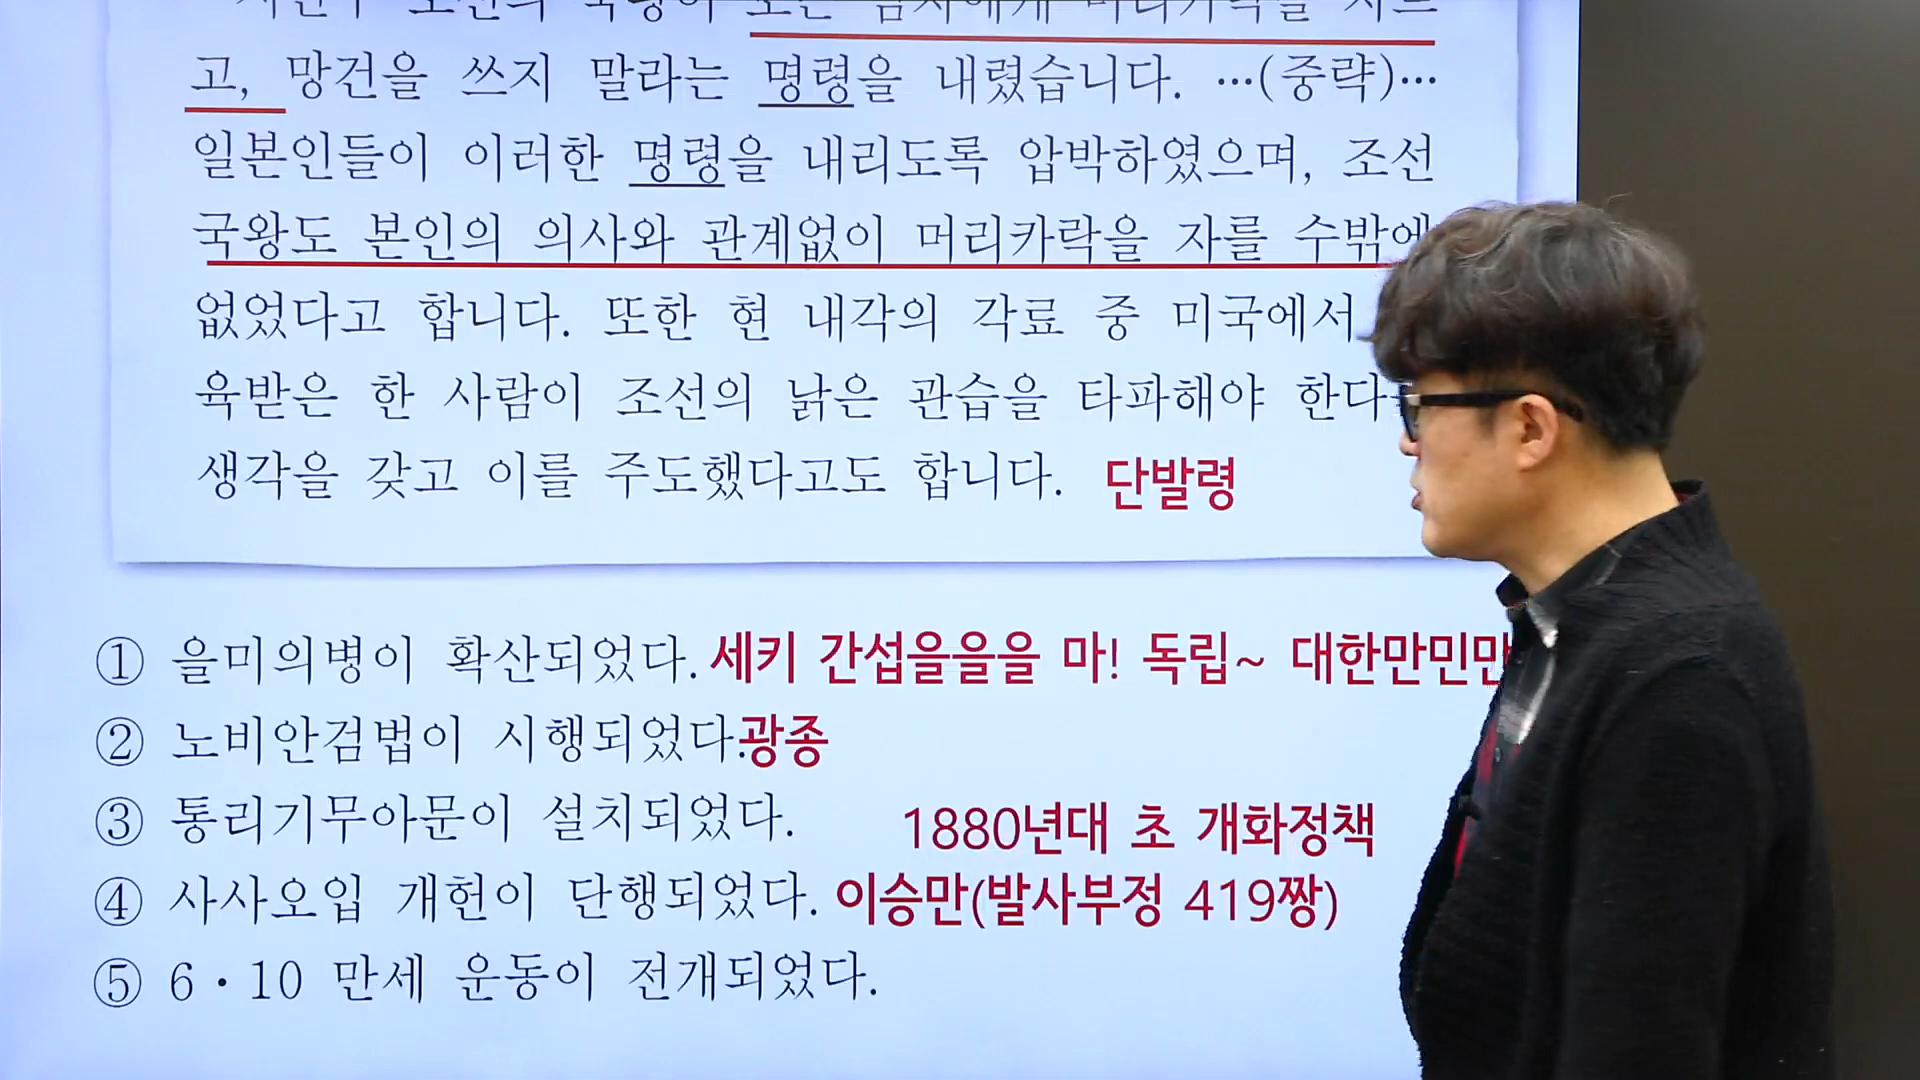 고, 망건을 쓰지 말라는 명령을 내렸습니다. …(중략)…
일본인들이 이러한 명령을 내리도록 압박하였으며, 조선
국왕도 본인의 의사와 관계없이 머리카락을 자를 수밖에
없었다고 합니다. 또한 현 내각의 각료 중 미국에서
육받은 한 사람이 조선의 낡은 관습을 타파해야 한다
생각을 갖고 이를 주도했다고도 합니다. 단발령
① 을미의병이 확산되었다. 세키 간섭을을을 마! 독립~ 대한만민만
② 노비안검법이 시행되었다. 광종
③ 통리기무아문이 설치되었다. 1880년대 초 개화정책
④ 사사오입 개헌이 단행되었다. 이승만(발사부정 419짱)
⑤ 6·10 만세 운동이 전개되었다.